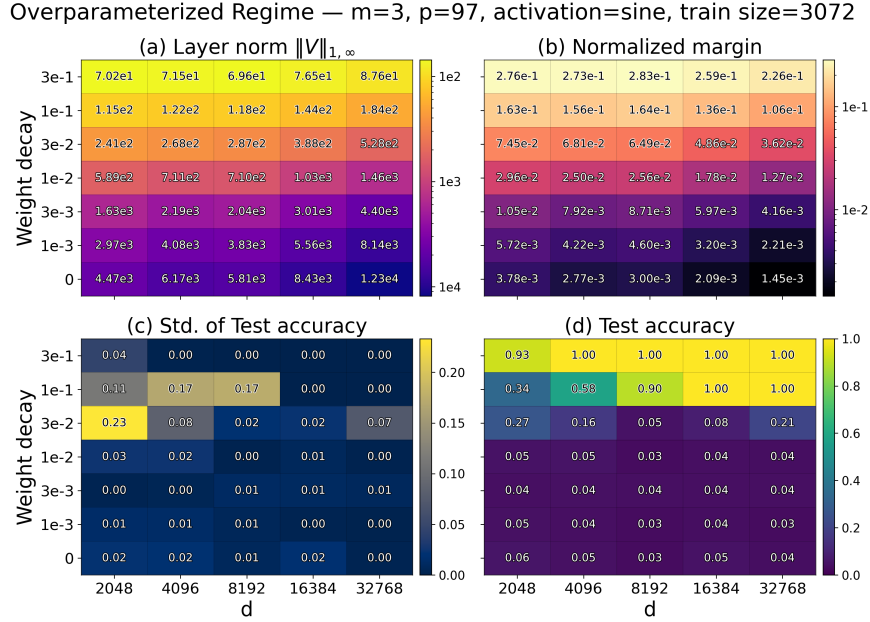 Overparameterized Regime — m=3, p=97, activation=sine, train size=3072
(a) Layer norm ‖V‖₁,∞
(b) Normalized margin
Weight decay
3e-1 7.02e1 7.15e1 6.96e1 7.65e1 8.76e1
1e-1 1.15e2 1.22e2 1.18e2 1.44e2 1.84e2
3e-2 2.41e2 2.68e2 2.87e2 3.88e2 5.28e2
1e-2 5.89e2 7.11e2 7.10e2 1.03e3 1.46e3
3e-3 1.63e3 2.19e3 2.04e3 3.01e3 4.40e3
1e-3 2.97e3 4.08e3 3.83e3 5.56e3 8.14e3
0 4.47e3 6.17e3 5.81e3 8.43e3 1.23e4
1e2
1e3
1e4
2.76e-1 2.73e-1 2.83e-1 2.59e-1 2.26e-1
1.63e-1 1.56e-1 1.64e-1 1.36e-1 1.06e-1
7.45e-2 6.81e-2 6.49e-2 4.86e-2 3.62e-2
2.96e-2 2.50e-2 2.56e-2 1.78e-2 1.27e-2
1.05e-2 7.92e-3 8.71e-3 5.97e-3 4.16e-3
5.72e-3 4.22e-3 4.60e-3 3.20e-3 2.21e-3
3.78e-3 2.77e-3 3.00e-3 2.09e-3 1.45e-3
1e-1
1e-2
(c) Std. of Test accuracy
(d) Test accuracy
Weight decay
3e-1 0.04 0.00 0.00 0.00 0.00
1e-1 0.11 0.17 0.17 0.00 0.00
3e-2 0.23 0.08 0.02 0.02 0.07
1e-2 0.03 0.02 0.00 0.01 0.00
3e-3 0.00 0.00 0.01 0.01 0.01
1e-3 0.01 0.01 0.01 0.00 0.00
0 0.02 0.02 0.01 0.02 0.00
2048 4096 8192 16384 32768
d
0.20
0.15
0.10
0.05
0.00
0.93 1.00 1.00 1.00 1.00
0.34 0.58 0.90 1.00 1.00
0.27 0.16 0.05 0.08 0.21
0.05 0.05 0.03 0.04 0.04
0.04 0.04 0.04 0.04 0.04
0.05 0.04 0.03 0.04 0.03
0.06 0.05 0.03 0.05 0.04
2048 4096 8192 16384 32768
d
1.0
0.8
0.6
0.4
0.2
0.0